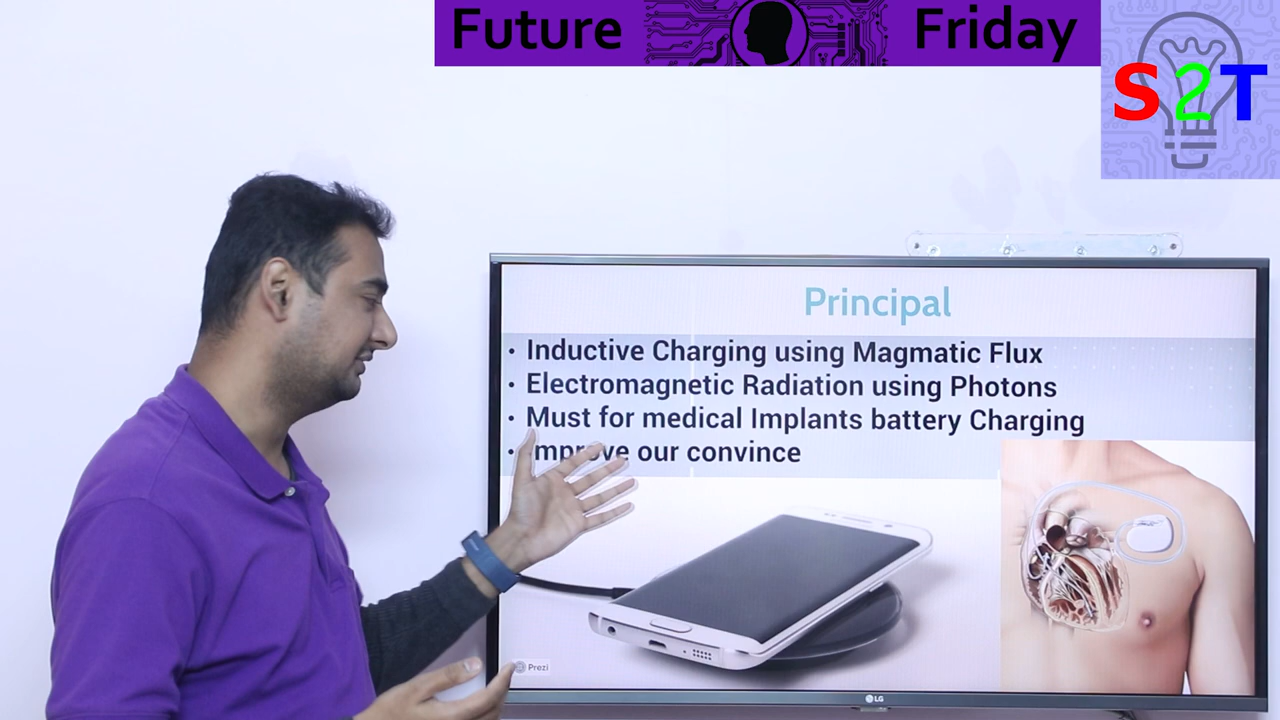 Future Friday
S2T
Principal
• Inductive Charging using Magmatic Flux
• Electromagnetic Radiation using Photons
• Must for medical Implants battery Charging
• Improve our convince
Prezi
LG